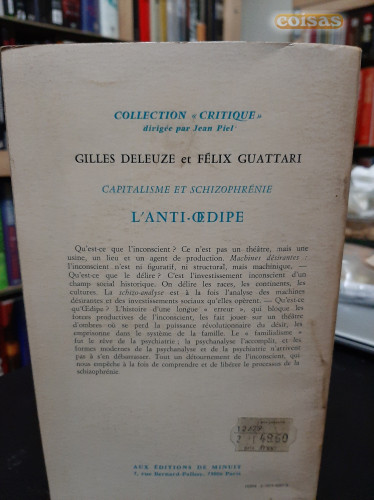 coisas
COLLECTION « CRITIQUE »
dirigée par Jean Piel
GILLES DELEUZE et FÉLIX GUATTARI
CAPITALISME ET SCHIZOPHRÉNIE
L'ANTI-ŒDIPE
Qu'est-ce que l'inconscient ? Ce n'est pas un théâtre, mais une
usine, un lieu et un agent de production. Machines désirantes :
l'inconscient n'est ni figuratif, ni structural, mais machinique. —
Qu'est-ce que le délire ? C'est l'investissement inconscient d'un
champ social historique. On délire les races, les continents, les
cultures. La schizo-analyse est à la fois l'analyse des machines
désirantes et des investissements sociaux qu'elles opèrent. — Qu'est-ce
qu'Œdipe ? L'histoire d'une longue « erreur », qui bloque les
forces productives de l'inconscient, les fait jouer sur un théâtre
d'ombres où se perd la puissance révolutionnaire du désir, les
emprisonne dans le système de la famille. Le « familialisme »
fut le rêve de la psychiatrie ; la psychanalyse l'accomplit, et les
formes modernes de la psychanalyse et de la psychiatrie n'arrivent
pas à s'en débarrasser. Tout un détournement de l'inconscient, qui
nous empêche à la fois de comprendre et de libérer le processus de la
schizophrénie.
49.60
AUX ÉDITIONS DE MINUIT
7, rue Bernard-Palissy, 75006 Paris